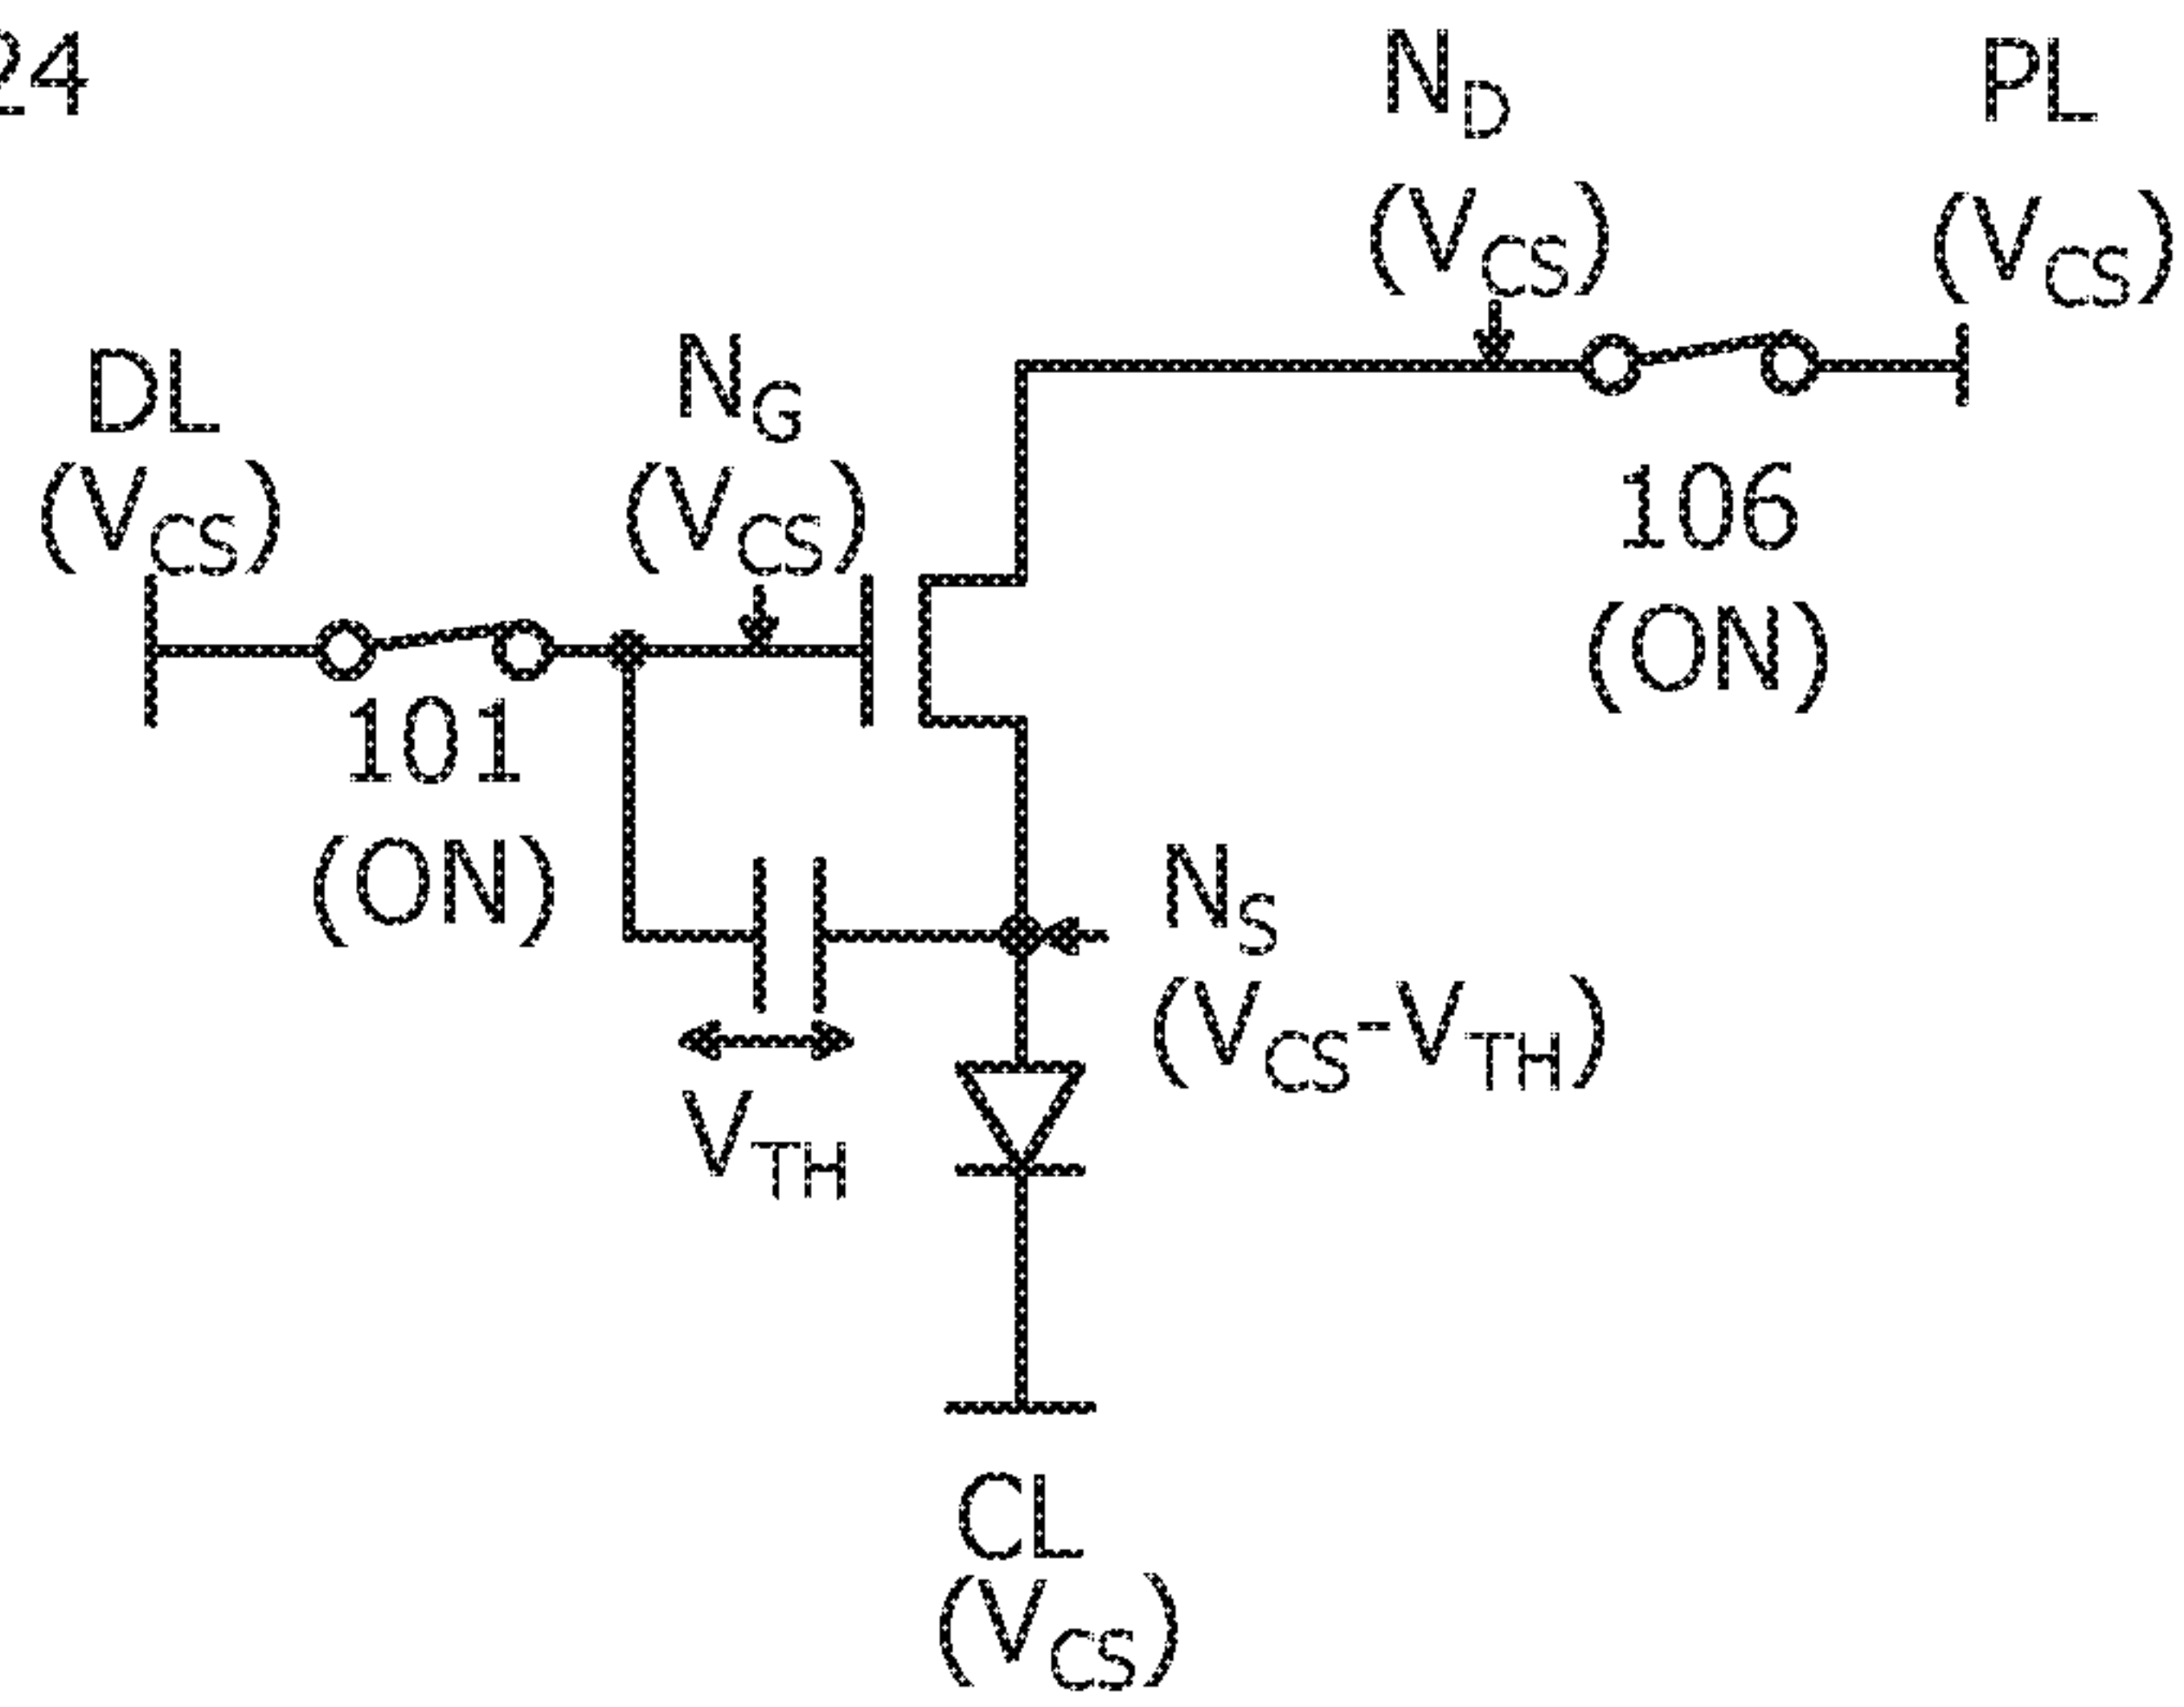 24
N_D
(V_CS)
PL
(V_CS)
DL
(V_CS)
N_G
(V_CS)
106
(ON)
101
(ON)
N_S
(V_CS-V_TH)
V_TH
CL
(V_CS)